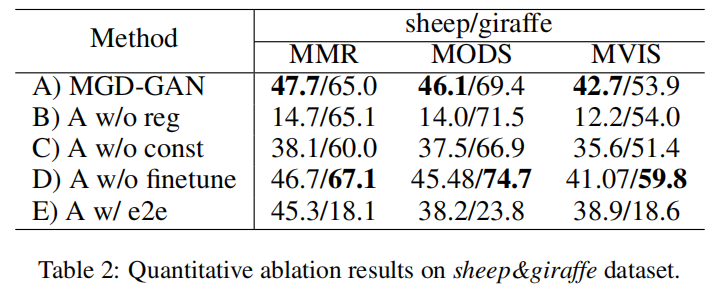 Method sheep/giraffe
MMR MODS MVIS
A) MGD-GAN 47.7/65.0 46.1/69.4 42.7/53.9
B) A w/o reg 14.7/65.1 14.0/71.5 12.2/54.0
C) A w/o const 38.1/60.0 37.5/66.9 35.6/51.4
D) A w/o finetune 46.7/67.1 45.48/74.7 41.07/59.8
E) A w/ e2e 45.3/18.1 38.2/23.8 38.9/18.6
Table 2: Quantitative ablation results on sheep&giraffe dataset.